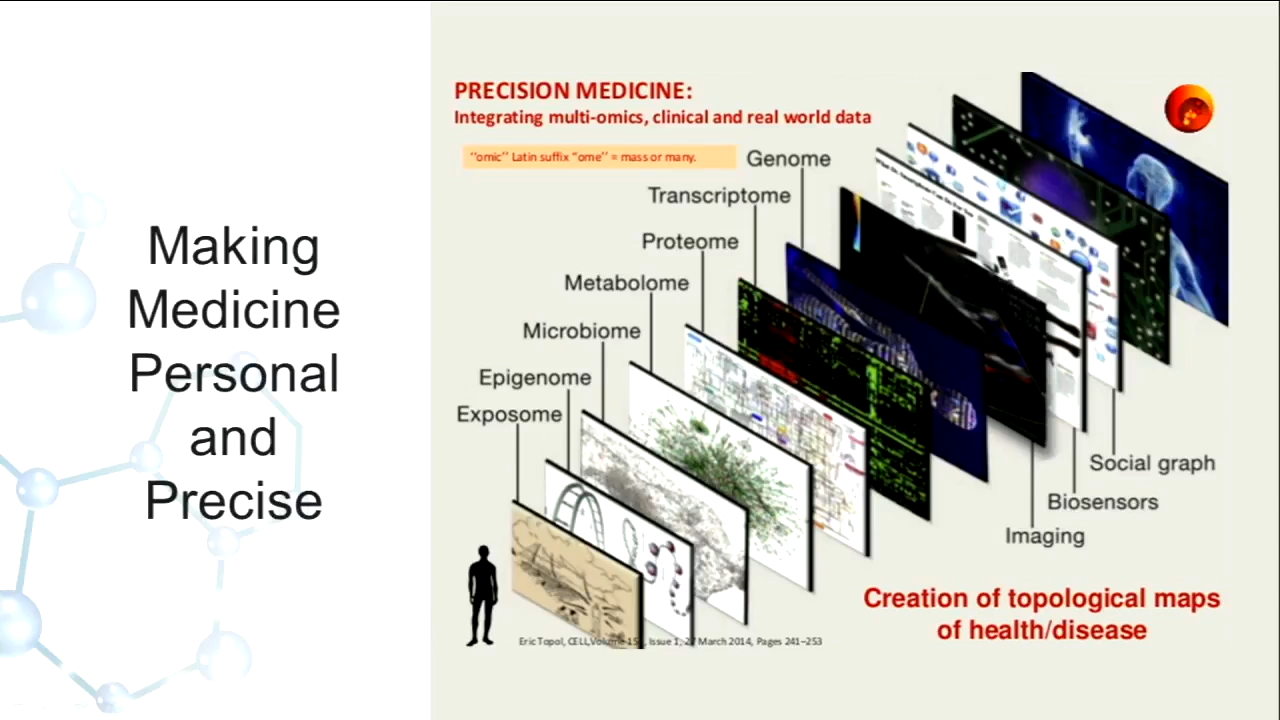 Making
Medicine
Personal
and
Precise
PRECISION MEDICINE:
Integrating multi-omics, clinical and real world data
‘‘omic’’ Latin suffix “ome’’ = mass or many.
Genome
Transcriptome
Proteome
Metabolome
Microbiome
Epigenome
Exposome
Social graph
Biosensors
Imaging
Creation of topological maps
of health/disease
Eric Topol, CELL,Volume Issue 1, March 2014, Pages 241–253